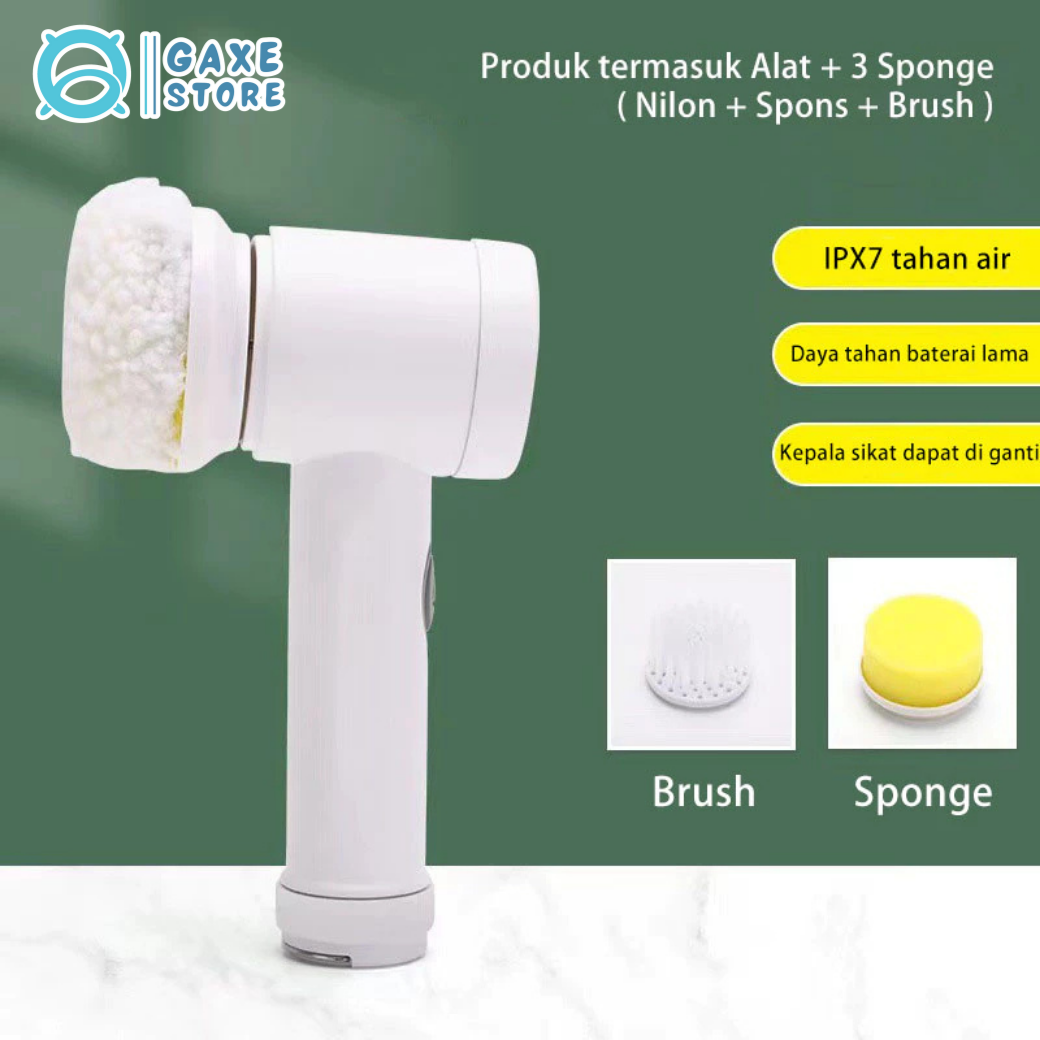 GAXE
STORE
Produk termasuk Alat + 3 Sponge
( Nilon + Spons + Brush )
IPX7 tahan air
Daya tahan baterai lama
Kepala sikat dapat di ganti
Brush
Sponge